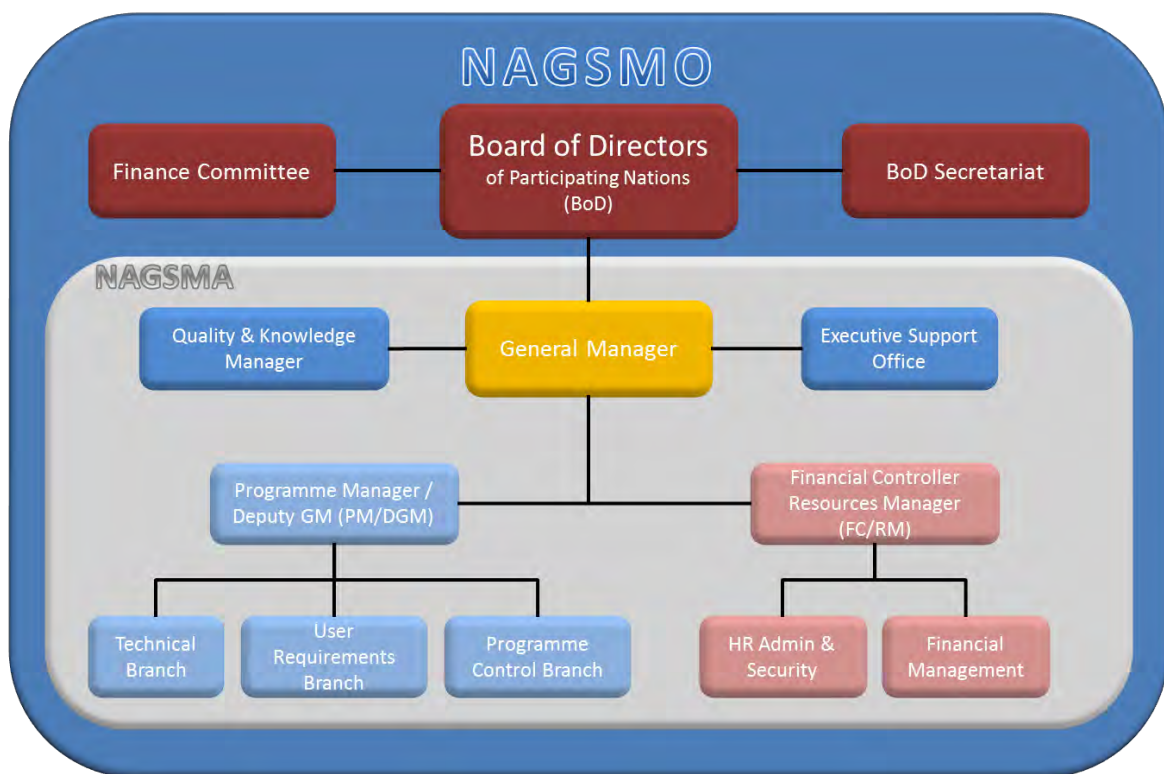 NAGSMO
Finance Committee
Board of Directors
of Participating Nations
(BoD)
BoD Secretariat
NAGSMA
Quality & Knowledge
Manager
General Manager
Executive Support
Office
Programme Manager /
Deputy GM (PM/DGM)
Financial Controller
Resources Manager
(FC/RM)
Technical
Branch
User
Requirements
Branch
Programme
Control Branch
HR Admin &
Security
Financial
Management